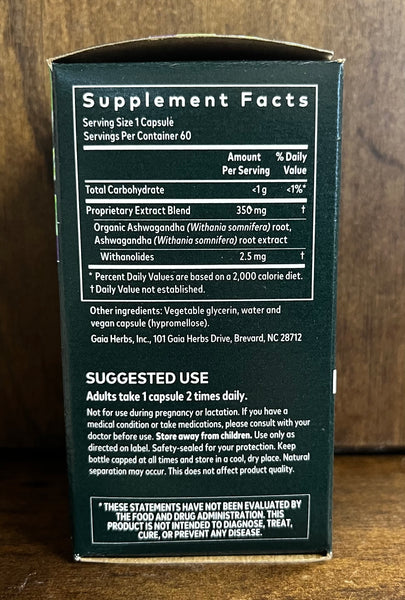 Supplement Facts
Serving Size 1 Capsule
Servings Per Container 60
Amount Per Serving % Daily Value
Total Carbohydrate <1 g <1%*
Proprietary Extract Blend 350 mg †
Organic Ashwagandha (Withania somnifera) root,
Ashwagandha (Withania somnifera) root extract
Withanolides 2.5 mg †
* Percent Daily Values are based on a 2,000 calorie diet.
† Daily Value not established.
Other ingredients: Vegetable glycerin, water and
vegan capsule (hypromellose).
Gaia Herbs, Inc., 101 Gaia Herbs Drive, Brevard, NC 28712
SUGGESTED USE
Adults take 1 capsule 2 times daily.
Not for use during pregnancy or lactation. If you have a
medical condition or take medications, please consult with your
doctor before use. Store away from children. Use only as
directed on label. Safety-sealed for your protection. Keep
bottle capped at all times and store in a cool, dry place. Natural
separation may occur. This does not affect product quality.
* THESE STATEMENTS HAVE NOT BEEN EVALUATED BY
THE FOOD AND DRUG ADMINISTRATION. THIS
PRODUCT IS NOT INTENDED TO DIAGNOSE, TREAT,
CURE, OR PREVENT ANY DISEASE.